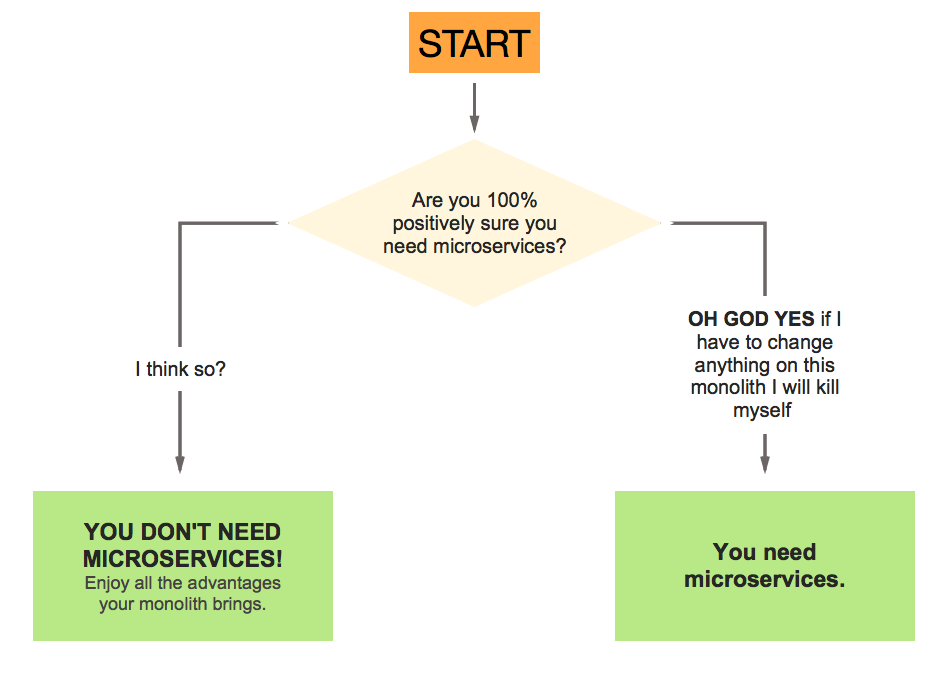 START
Are you 100%
positively sure you
need microservices?
I think so?
OH GOD YES if I
have to change
anything on this
monolith I will kill
myself
YOU DON'T NEED
MICROSERVICES!
Enjoy all the advantages
your monolith brings.
You need
microservices.